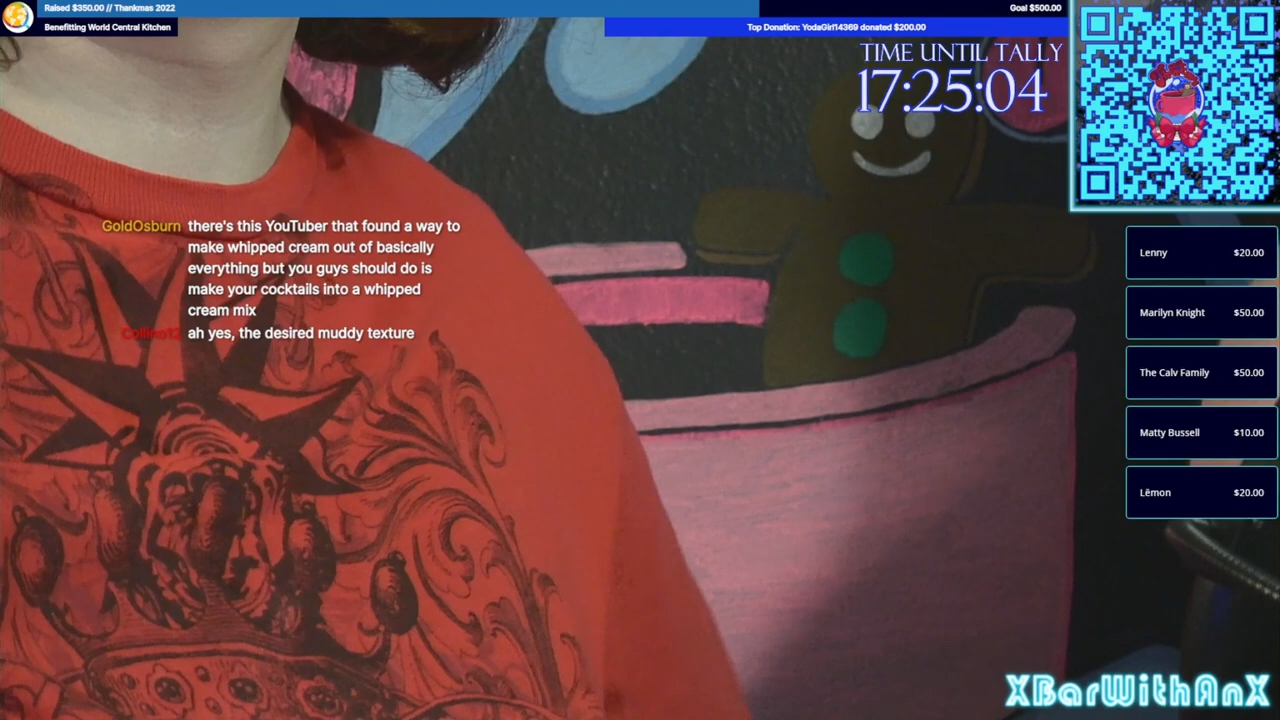 Raised $350.00 // Thankmas 2022
Goal $500.00
Benefitting World Central Kitchen
Top Donation: YodaGirl14369 donated $200.00
TIME UNTIL TALLY
17:25:04
GoldOsburn there's this YouTuber that found a way to
make whipped cream out of basically
everything but you guys should do is
make your cocktails into a whipped
cream mix
Collino12 ah yes, the desired muddy texture
Lenny $20.00
Marilyn Knight $50.00
The Calv Family $50.00
Matty Bussell $10.00
Lēmon $20.00
XBarWithAnX